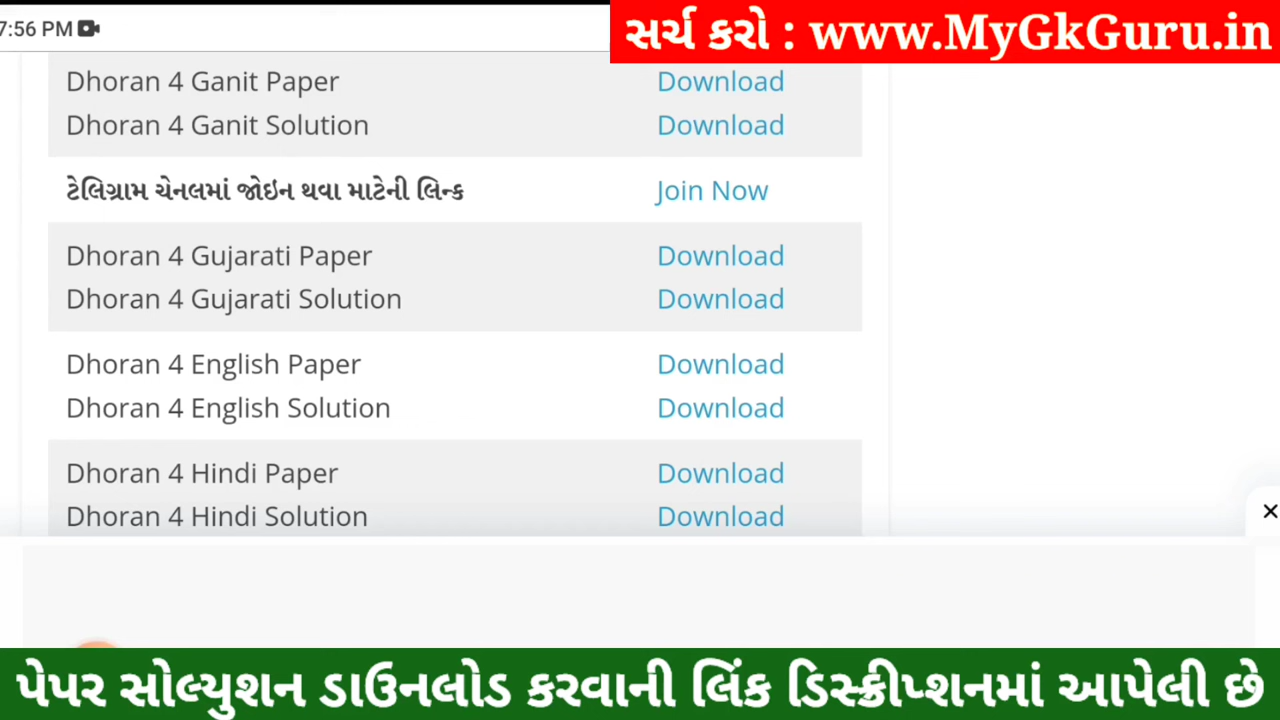 7:56 PM
સર્ચ કરો : www.MyGkGuru.in
Dhoran 4 Ganit Paper Download
Dhoran 4 Ganit Solution Download
ટેલિગ્રામ ચેનલમાં જોઇન થવા માટેની લિન્ક Join Now
Dhoran 4 Gujarati Paper Download
Dhoran 4 Gujarati Solution Download
Dhoran 4 English Paper Download
Dhoran 4 English Solution Download
Dhoran 4 Hindi Paper Download
Dhoran 4 Hindi Solution Download
પેપર સોલ્યુશન ડાઉનલોડ કરવાની લિંક ડિસ્ક્રીપ્શનમાં આપેલી છે